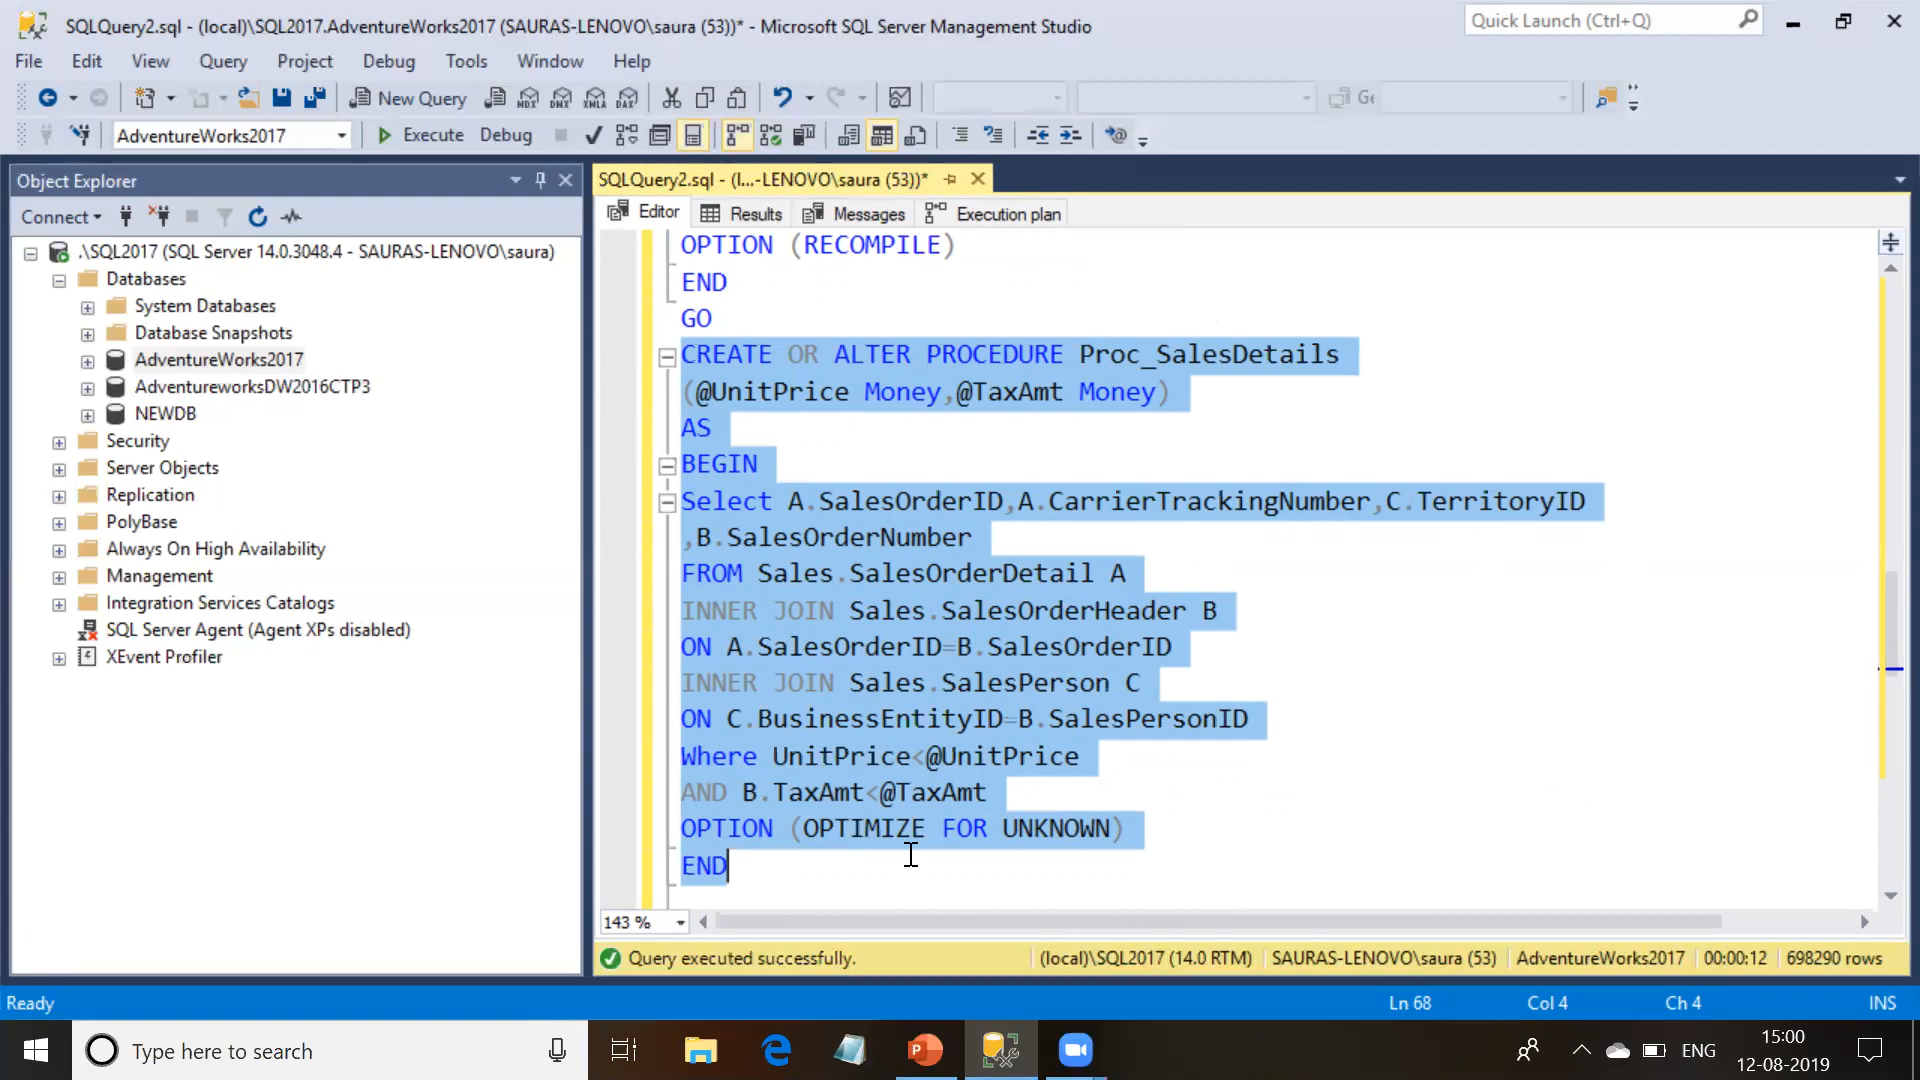 SQLQuery2.sql - (local)\SQL2017.AdventureWorks2017 (SAURAS-LENOVO\saura (53))* - Microsoft SQL Server Management Studio
Quick Launch (Ctrl+Q)
File Edit View Query Project Debug Tools Window Help
New Query MDX DMX XMLA DAX
AdventureWorks2017 Execute Debug
Object Explorer
SQLQuery2.sql - (l...-LENOVO\saura (53))*
Connect
Editor Results Messages Execution plan
.\SQL2017 (SQL Server 14.0.3048.4 - SAURAS-LENOVO\saura)
Databases
System Databases
Database Snapshots
AdventureWorks2017
AdventureworksDW2016CTP3
NEWDB
Security
Server Objects
Replication
PolyBase
Always On High Availability
Management
Integration Services Catalogs
SQL Server Agent (Agent XPs disabled)
XEvent Profiler
OPTION (RECOMPILE)
END
GO
CREATE OR ALTER PROCEDURE Proc_SalesDetails
(@UnitPrice Money,@TaxAmt Money)
AS
BEGIN
Select A.SalesOrderID,A.CarrierTrackingNumber,C.TerritoryID
,B.SalesOrderNumber
FROM Sales.SalesOrderDetail A
INNER JOIN Sales.SalesOrderHeader B
ON A.SalesOrderID=B.SalesOrderID
INNER JOIN Sales.SalesPerson C
ON C.BusinessEntityID=B.SalesPersonID
Where UnitPrice<@UnitPrice
AND B.TaxAmt<@TaxAmt
OPTION (OPTIMIZE FOR UNKNOWN)
END
143 %
Query executed successfully. (local)\SQL2017 (14.0 RTM) SAURAS-LENOVO\saura (53) AdventureWorks2017 00:00:12 698290 rows
Ready Ln 68 Col 4 Ch 4 INS
Type here to search
ENG
15:00
12-08-2019